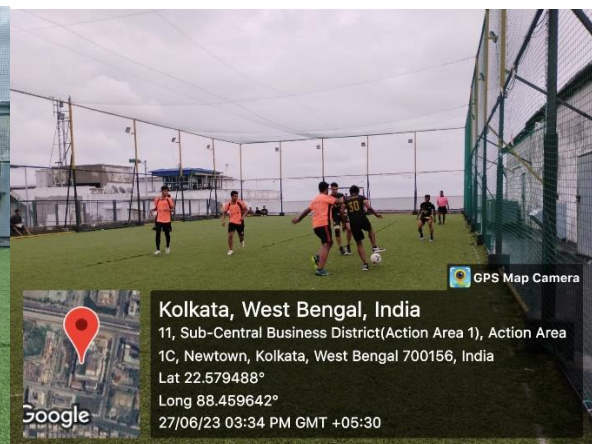 GPS Map Camera
Kolkata, West Bengal, India
11, Sub-Central Business District(Action Area 1), Action Area
1C, Newtown, Kolkata, West Bengal 700156, India
Lat 22.579488°
Long 88.459642°
27/06/23 03:34 PM GMT +05:30
Google
30